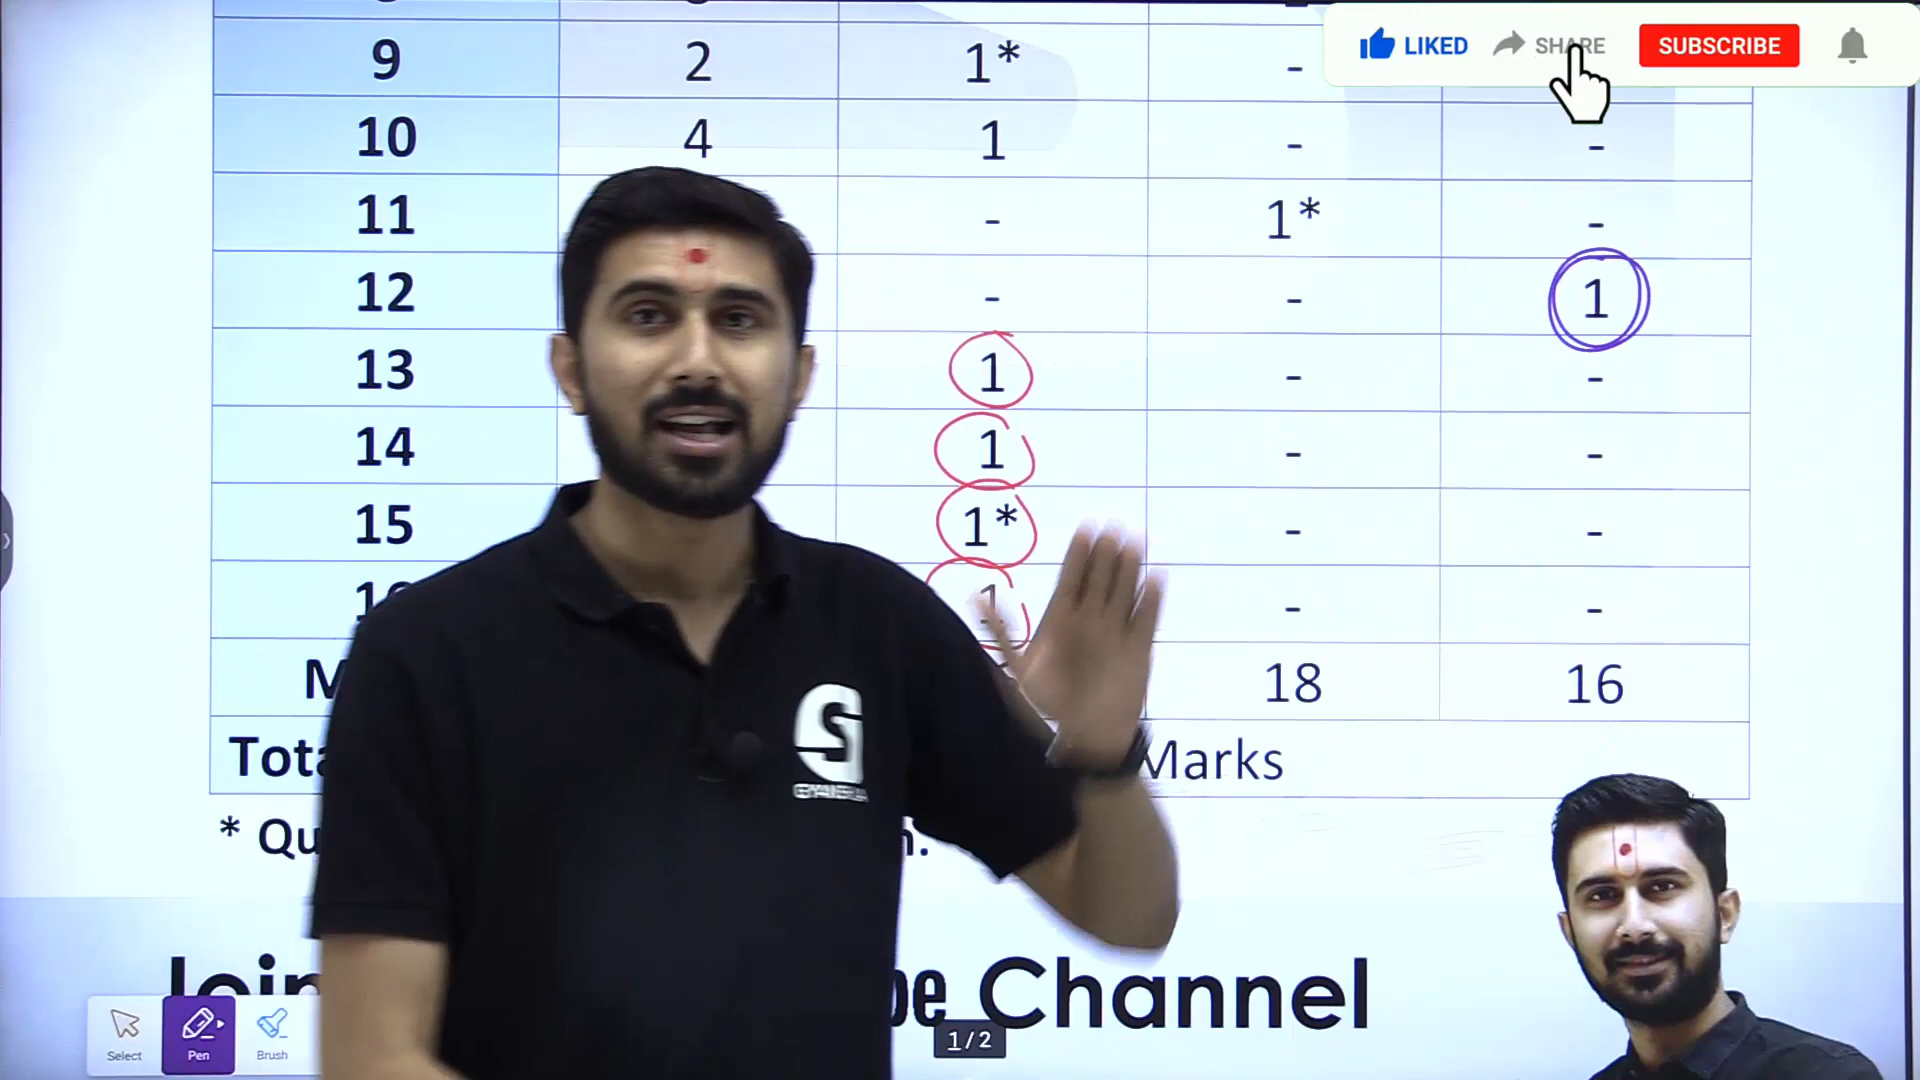 LIKED SHARE SUBSCRIBE
9 2 1* -
10 4 1 - -
11 - 1* -
12 - - 1
13 1 - -
14 1 - -
15 1* - -
1 - -
18 16
Marks
*
Channel
Select Pen Brush
1/2